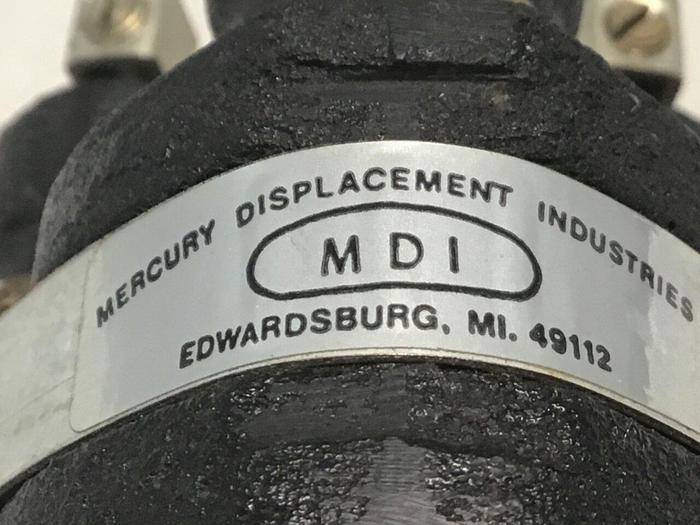 MERCURY DISPLACEMENT INDUSTRIES
MDI
EDWARDSBURG, MI. 49112